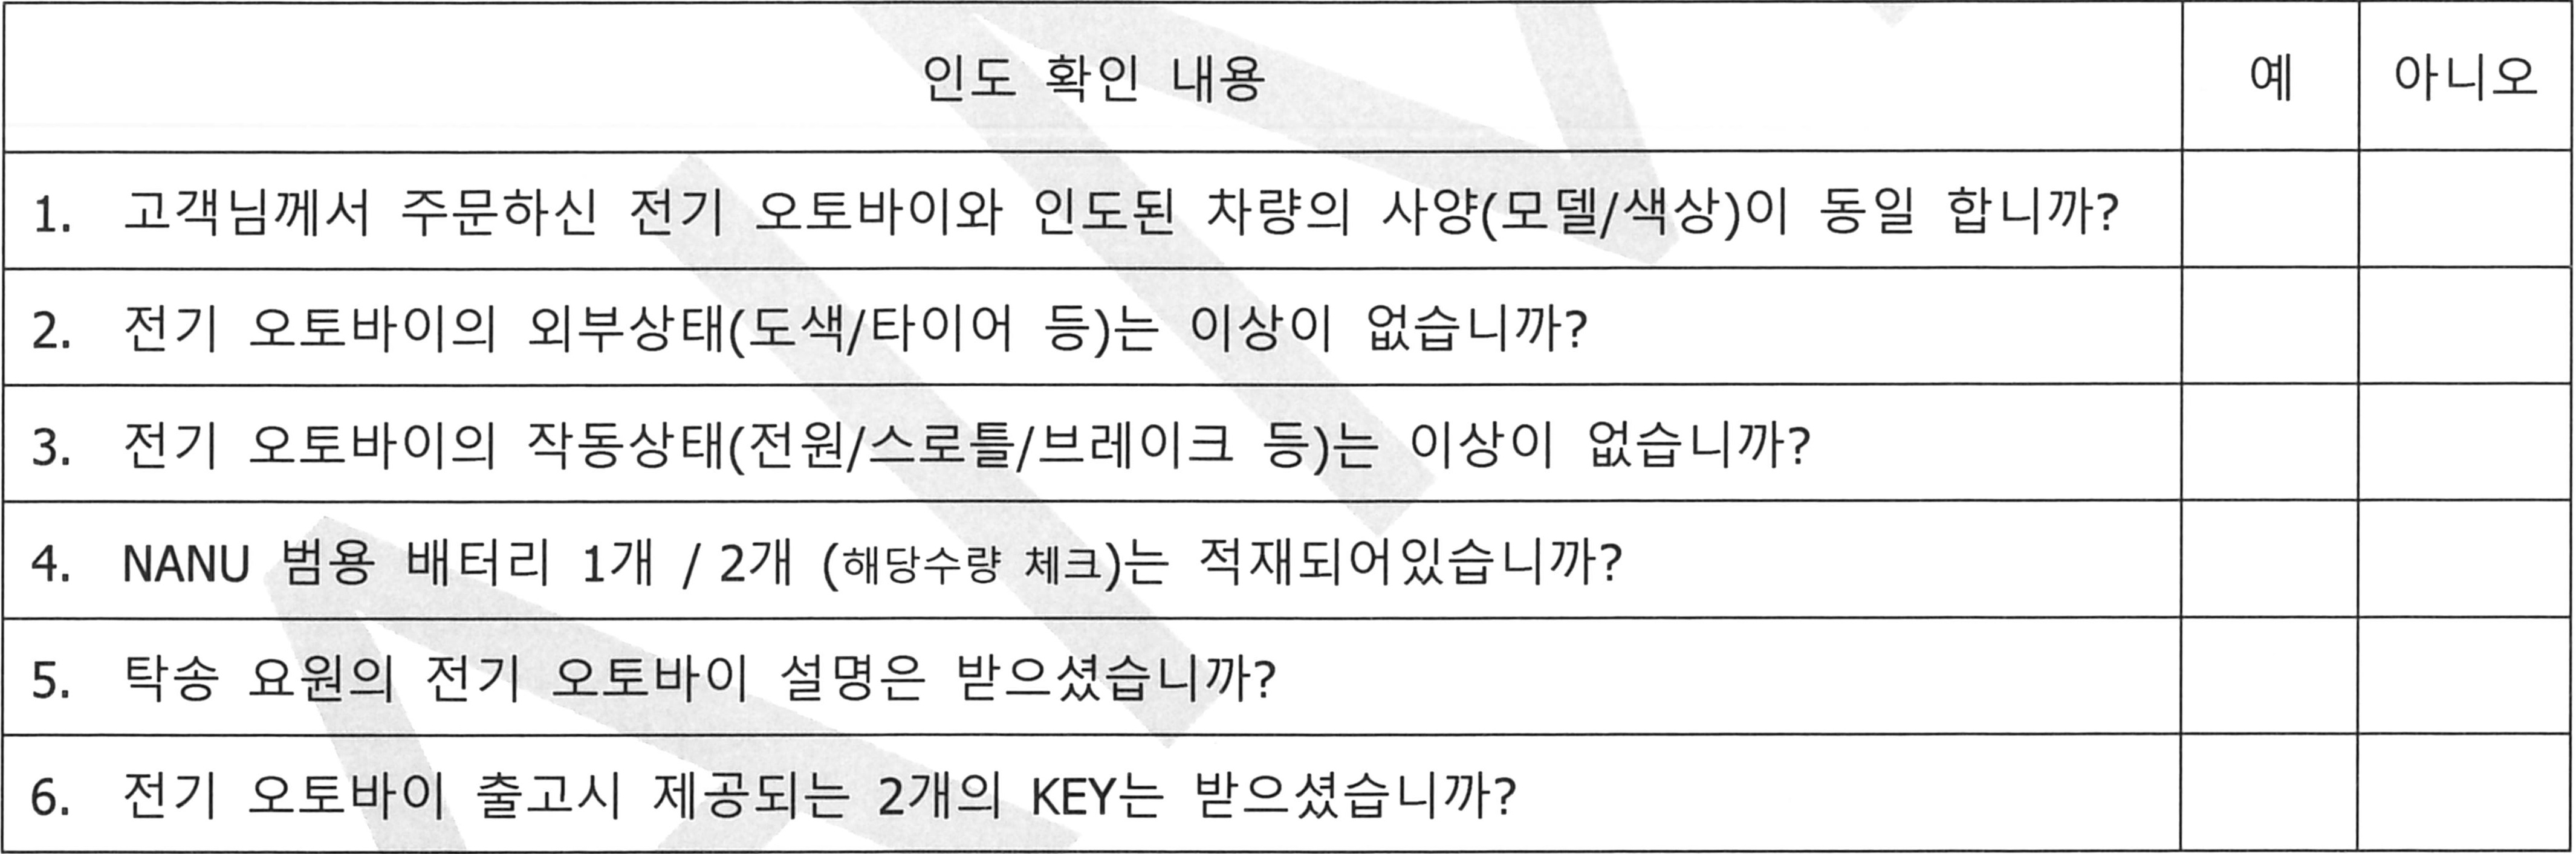 인도 확인 내용 예 아니오
1. 고객님께서 주문하신 전기 오토바이와 인도된 차량의 사양(모델/색상)이 동일 합니까?
2. 전기 오토바이의 외부상태(도색/타이어 등)는 이상이 없습니까?
3. 전기 오토바이의 작동상태(전원/스로틀/브레이크 등)는 이상이 없습니까?
4. NANU 범용 배터리 1개 / 2개 (해당수량 체크)는 적재되어있습니까?
5. 탁송 요원의 전기 오토바이 설명은 받으셨습니까?
6. 전기 오토바이 출고시 제공되는 2개의 KEY는 받으셨습니까?